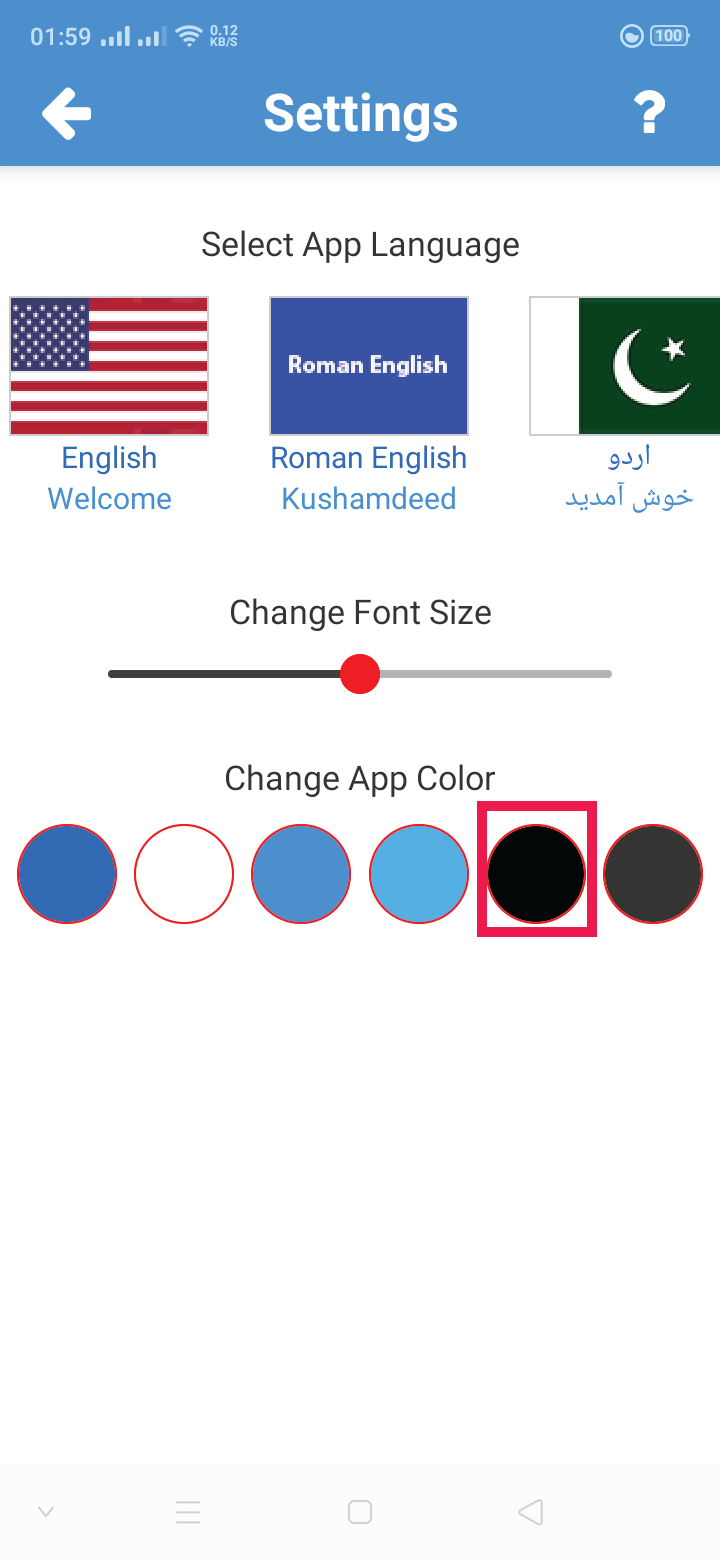 01:59 0.12 KB/S 100
Settings ?
Select App Language
Roman English
English Roman English اردو
Welcome Kushamdeed خوش آمدید
Change Font Size
Change App Color